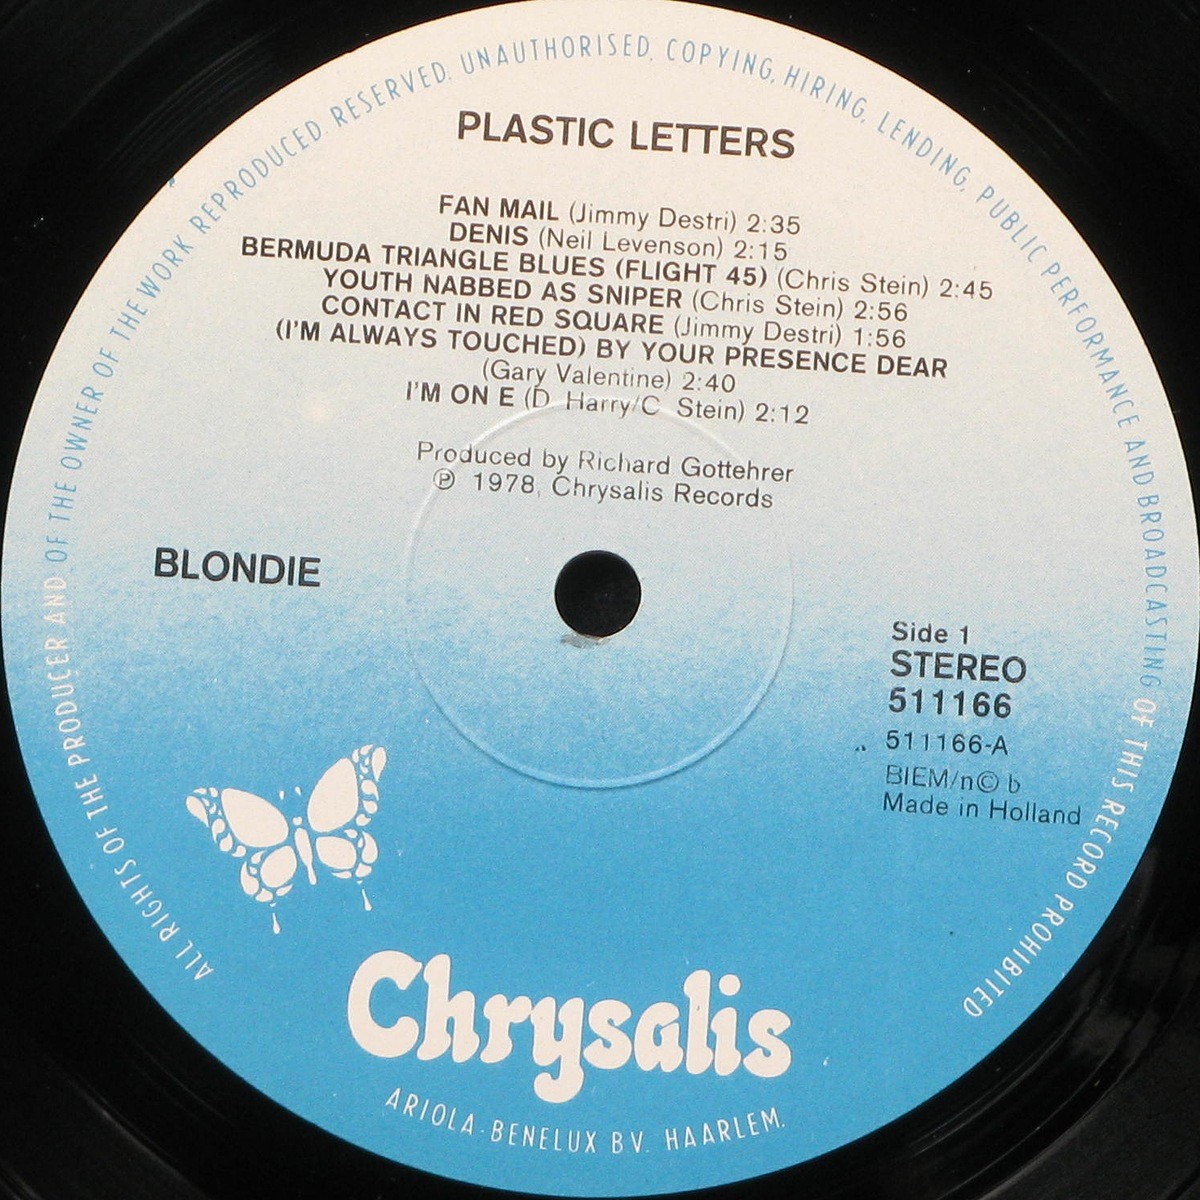 ALL RIGHTS OF THE PRODUCER AND OF THE OWNER OF THE WORK REPRODUCED RESERVED. UNAUTHORISED, COPYING, HIRING, LENDING, PUBLIC PERFORMANCE AND BROADCASTING OF THIS RECORD PROHIBITED
PLASTIC LETTERS
FAN MAIL (Jimmy Destri) 2:35
DENIS (Neil Levenson) 2:15
BERMUDA TRIANGLE BLUES (FLIGHT 45) (Chris Stein) 2:45
YOUTH NABBED AS SNIPER (Chris Stein) 2:56
CONTACT IN RED SQUARE (Jimmy Destri) 1:56
(I'M ALWAYS TOUCHED) BY YOUR PRESENCE DEAR
(Gary Valentine) 2:40
I'M ON E (D. Harry/C. Stein) 2:12
Produced by Richard Gottehrer
℗ 1978, Chrysalis Records
BLONDIE
Side 1
STEREO
511166
511166-A
BIEM/n©b
Made in Holland
Chrysalis
ARIOLA-BENELUX BV. HAARLEM.